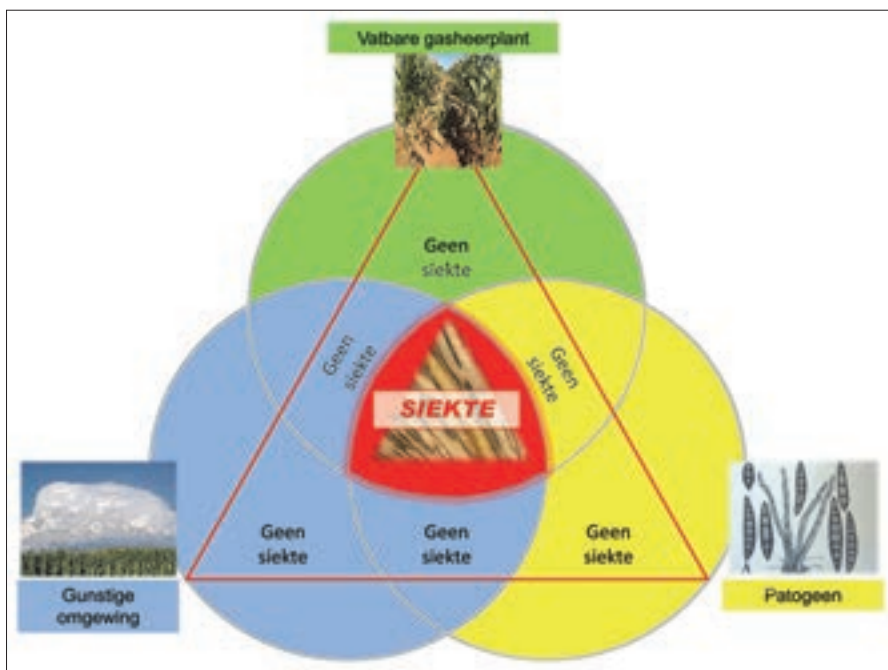 Vatbare gasheerplant
Geen
siekte
Geen
siekte
Geen
siekte
SIEKTE
Geen
siekte
Geen
siekte
Geen
siekte
Gunstige
omgewing
A
Patogeen